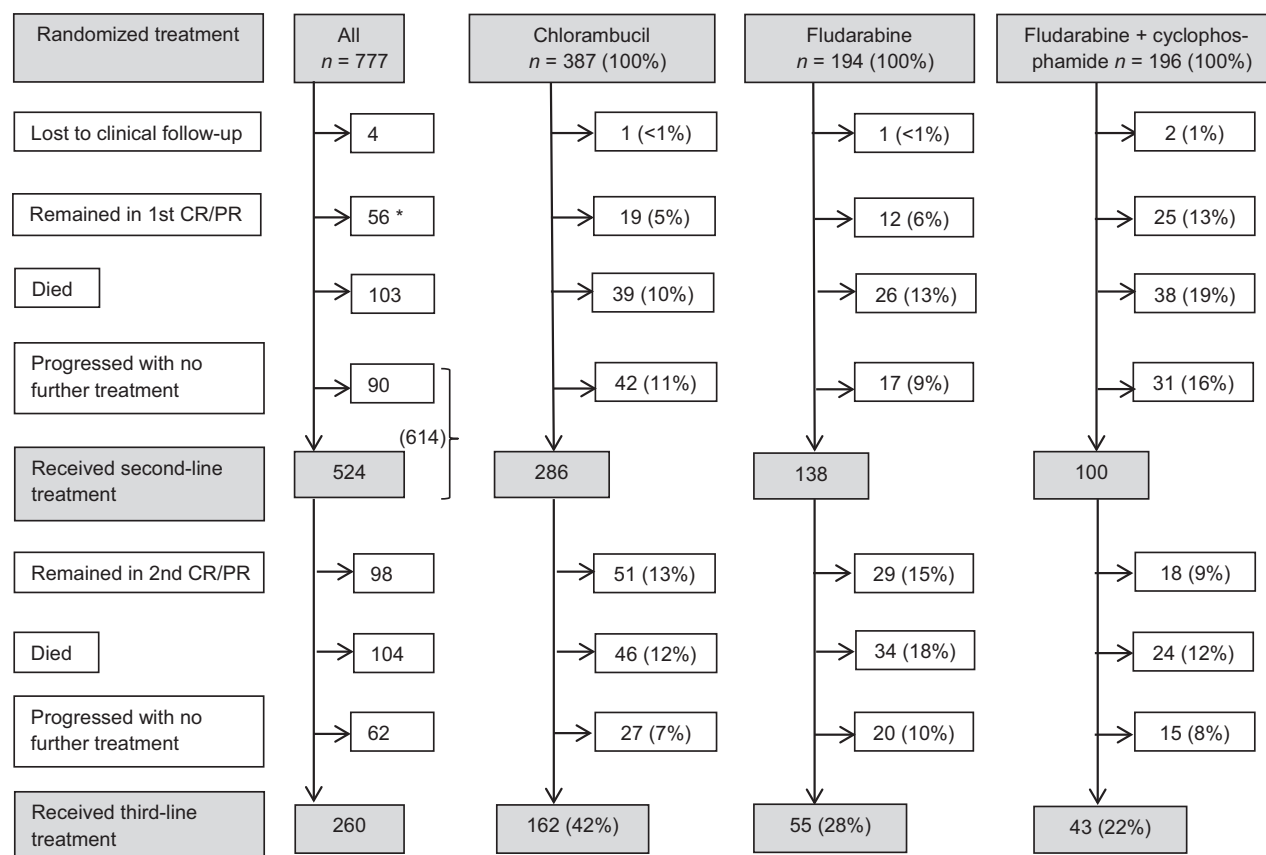 Randomized treatment
All
n = 777
Chlorambucil
n = 387 (100%)
Fludarabine
n = 194 (100%)
Fludarabine + cyclophos-
phamide n = 196 (100%)
Lost to clinical follow-up
4
1 (<1%)
1 (<1%)
2 (1%)
Remained in 1st CR/PR
56 *
19 (5%)
12 (6%)
25 (13%)
Died
103
39 (10%)
26 (13%)
38 (19%)
Progressed with no
further treatment
90
42 (11%)
17 (9%)
31 (16%)
(614)
Received second-line
treatment
524
286
138
100
Remained in 2nd CR/PR
98
51 (13%)
29 (15%)
18 (9%)
Died
104
46 (12%)
34 (18%)
24 (12%)
Progressed with no
further treatment
62
27 (7%)
20 (10%)
15 (8%)
Received third-line
treatment
260
162 (42%)
55 (28%)
43 (22%)